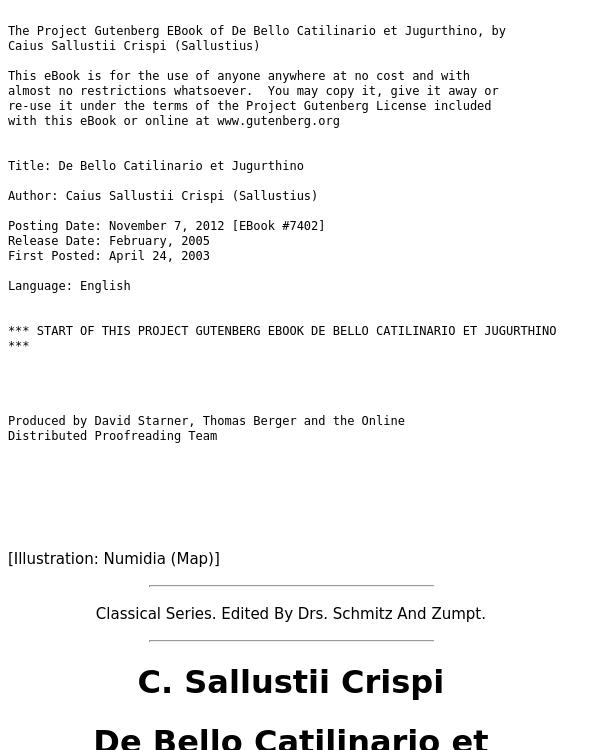 The Project Gutenberg EBook of De Bello Catilinario et Jugurthino, by
Caius Sallustii Crispi (Sallustius)
This eBook is for the use of anyone anywhere at no cost and with
almost no restrictions whatsoever.  You may copy it, give it away or
re-use it under the terms of the Project Gutenberg License included
with this eBook or online at www.gutenberg.org
Title: De Bello Catilinario et Jugurthino
Author: Caius Sallustii Crispi (Sallustius)
Posting Date: November 7, 2012 [EBook #7402]
Release Date: February, 2005
First Posted: April 24, 2003
Language: English
*** START OF THIS PROJECT GUTENBERG EBOOK DE BELLO CATILINARIO ET JUGURTHINO
***
Produced by David Starner, Thomas Berger and the Online
Distributed Proofreading Team
[Illustration: Numidia (Map)]
Classical Series. Edited By Drs. Schmitz And Zumpt.
C. Sallustii Crispi
De Bello Catilinario et